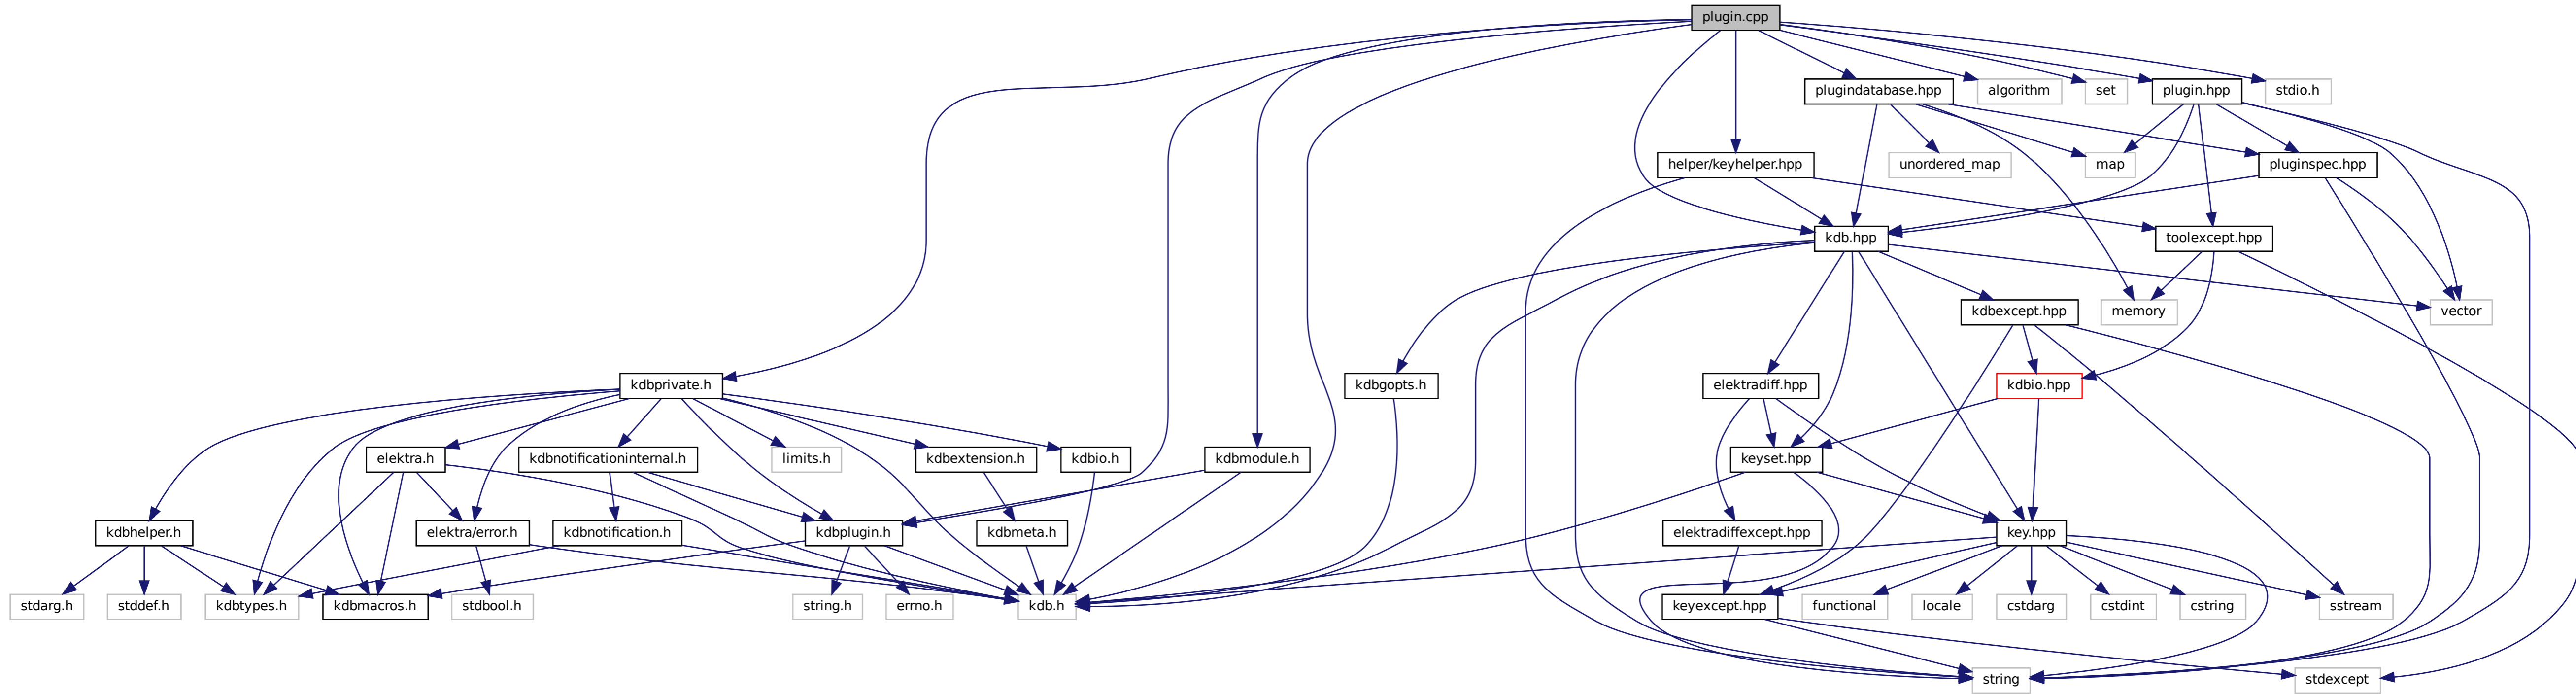 plugin.cpp
plugindatabase.hpp
algorithm
set
plugin.hpp
stdio.h
helper/keyhelper.hpp
unordered_map
map
pluginspec.hpp
kdb.hpp
toolexcept.hpp
kdbexcept.hpp
memory
vector
kdbprivate.h
kdbgopts.h
elektradiff.hpp
kdbio.hpp
elektra.h
kdbnotificationinternal.h
limits.h
kdbextension.h
kdbio.h
kdbmodule.h
keyset.hpp
kdbhelper.h
elektra/error.h
kdbnotification.h
kdbplugin.h
kdbmeta.h
elektradiffexcept.hpp
key.hpp
stdarg.h
stddef.h
kdbtypes.h
kdbmacros.h
stdbool.h
string.h
errno.h
kdb.h
keyexcept.hpp
functional
locale
cstdarg
cstdint
cstring
sstream
string
stdexcept